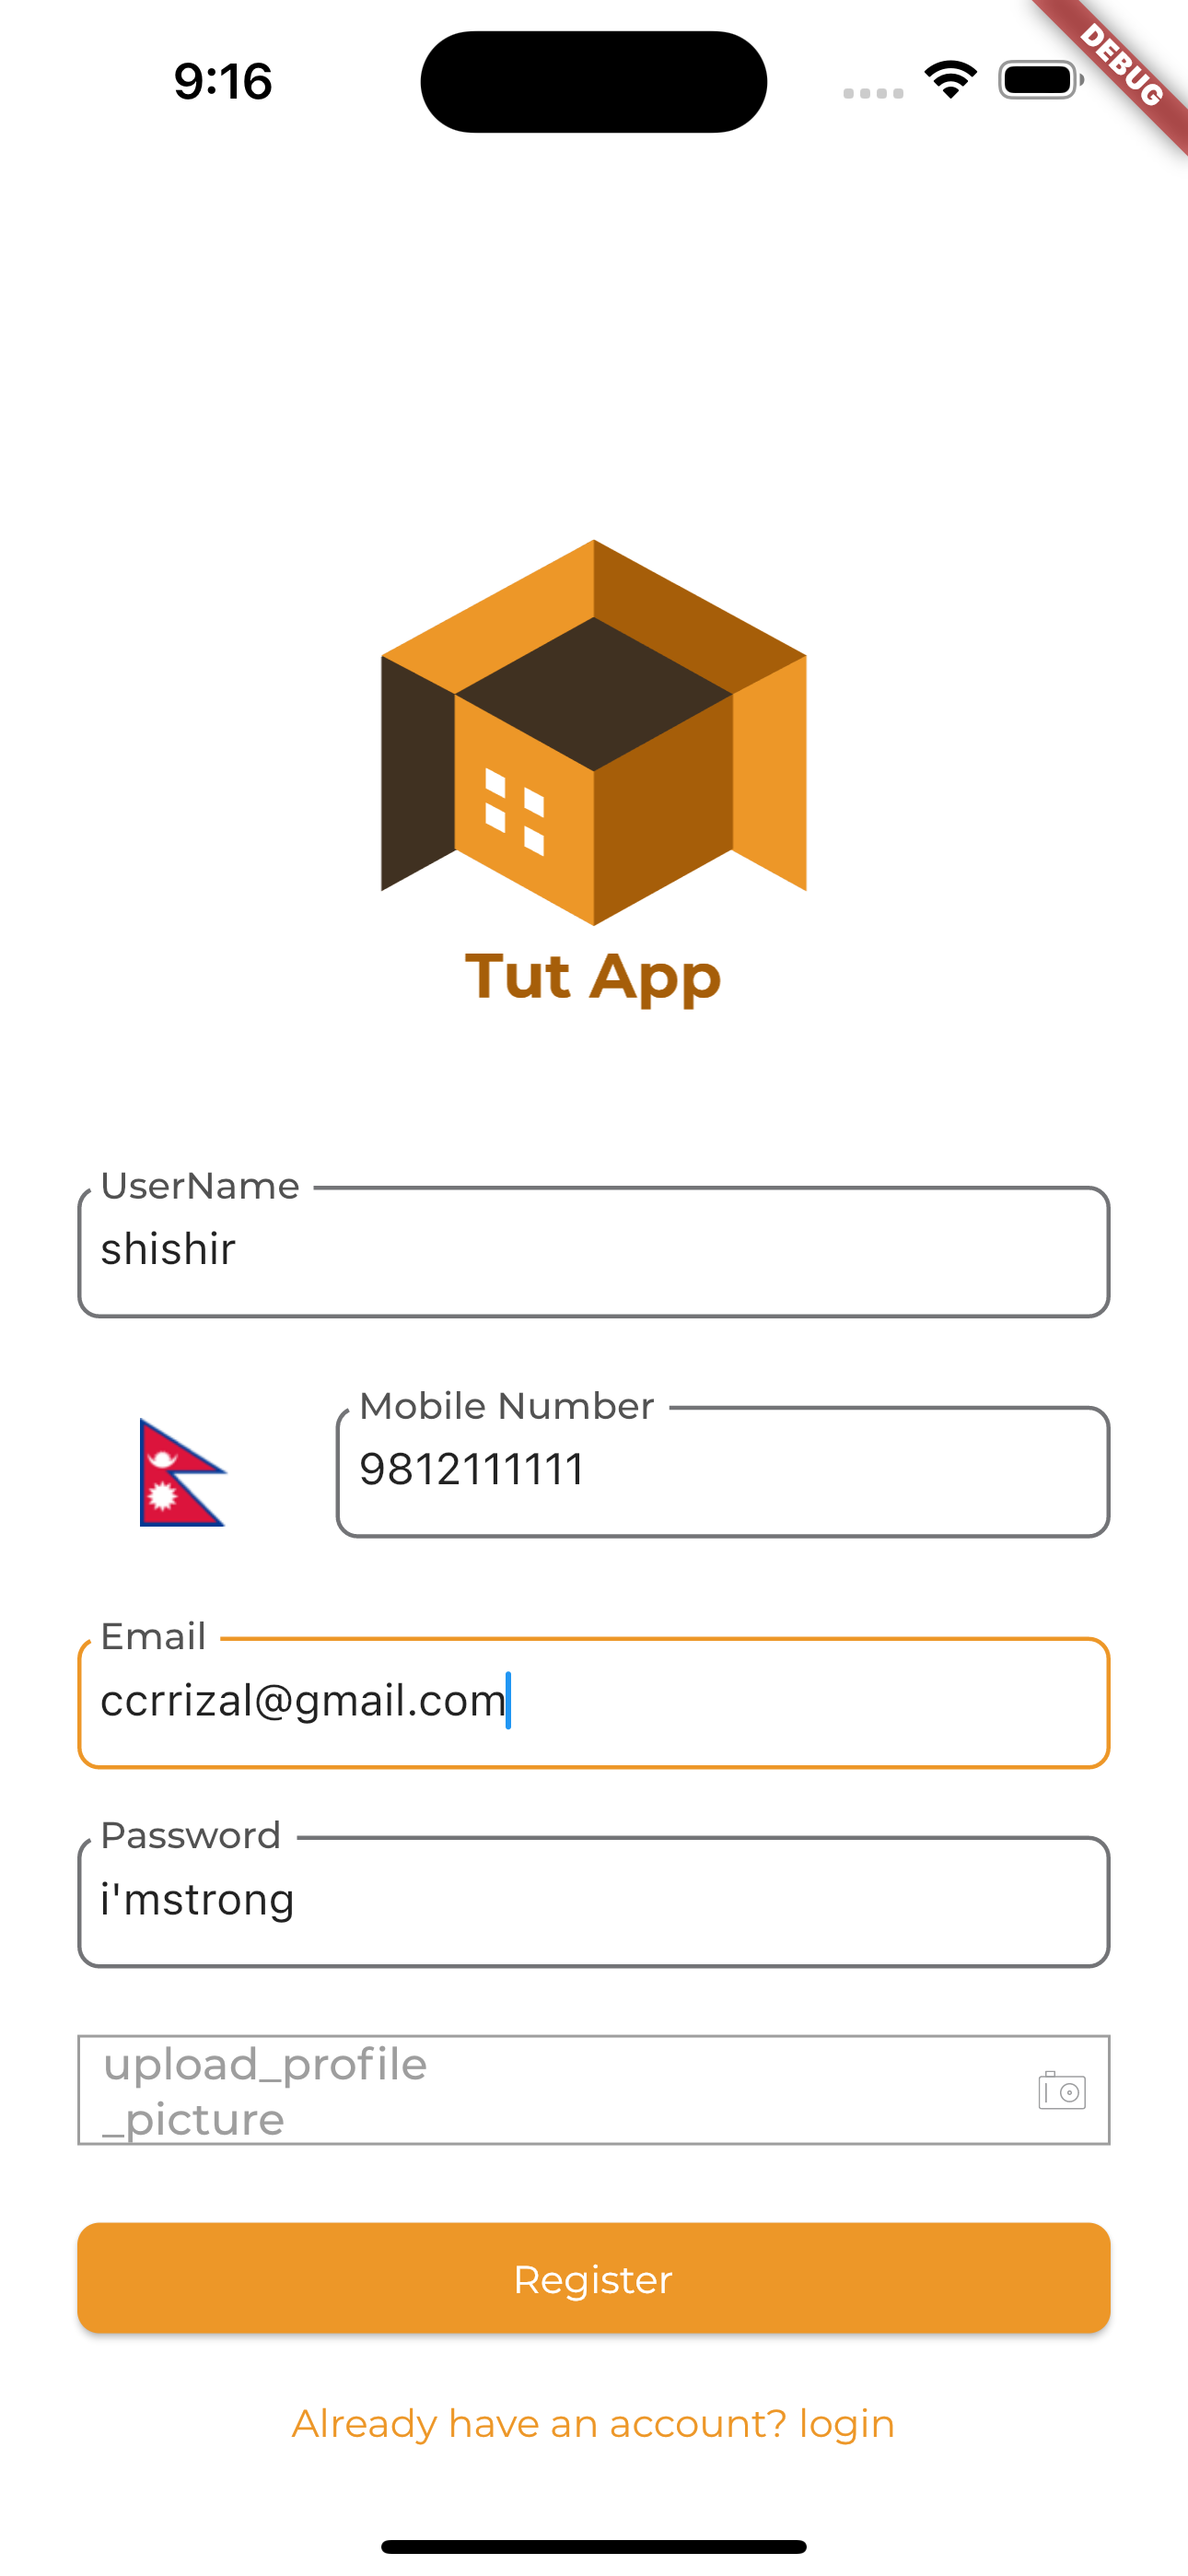 9:16
DEBUG
Tut App
UserName
shishir
Mobile Number
9812111111
Email
ccrrizal@gmail.com
Password
i'mstrong
upload_profile
_picture
Register
Already have an account? login